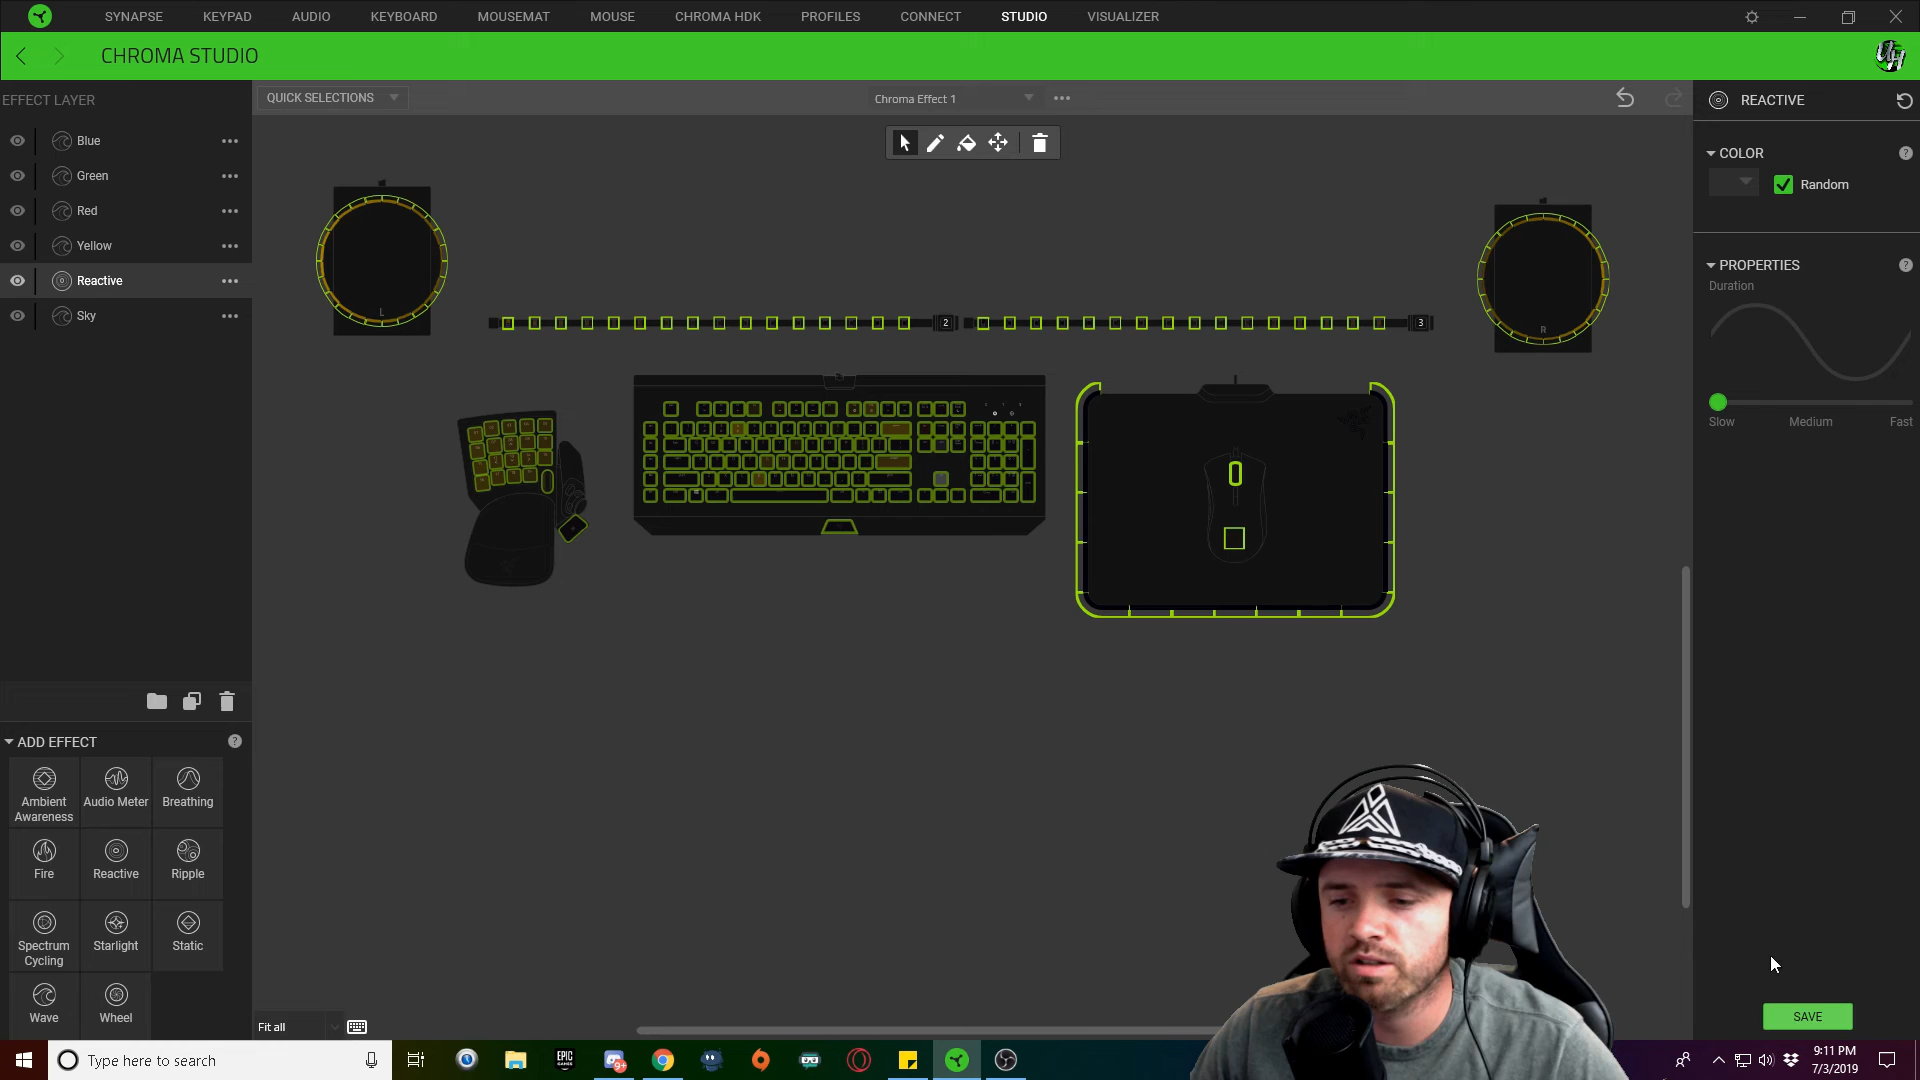 SYNAPSE KEYPAD AUDIO KEYBOARD MOUSEMAT MOUSE CHROMA HDK PROFILES CONNECT STUDIO VISUALIZER
CHROMA STUDIO
EFFECT LAYER
QUICK SELECTIONS
Chroma Effect 1
REACTIVE
Blue
Green
Red
Yellow
Reactive
Sky
COLOR
Random
PROPERTIES
Duration
Slow Medium Fast
L
R
2
3
ADD EFFECT
Ambient Awareness
Audio Meter
Breathing
Fire
Reactive
Ripple
Spectrum Cycling
Starlight
Static
Wave
Wheel
Fit all
SAVE
Type here to search
EPIC GAMES
9+
9:11 PM
7/3/2019